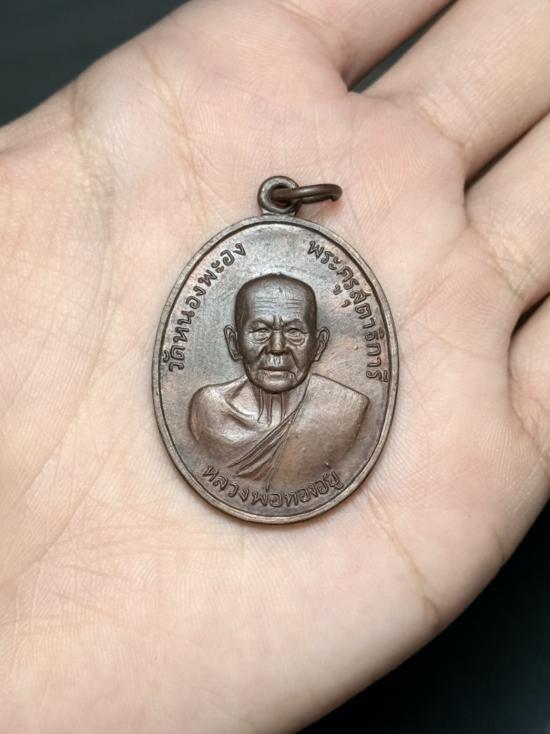 วัดหนองพะอง
พระครูสุตาธิการี
หลวงพ่อทองอยู่